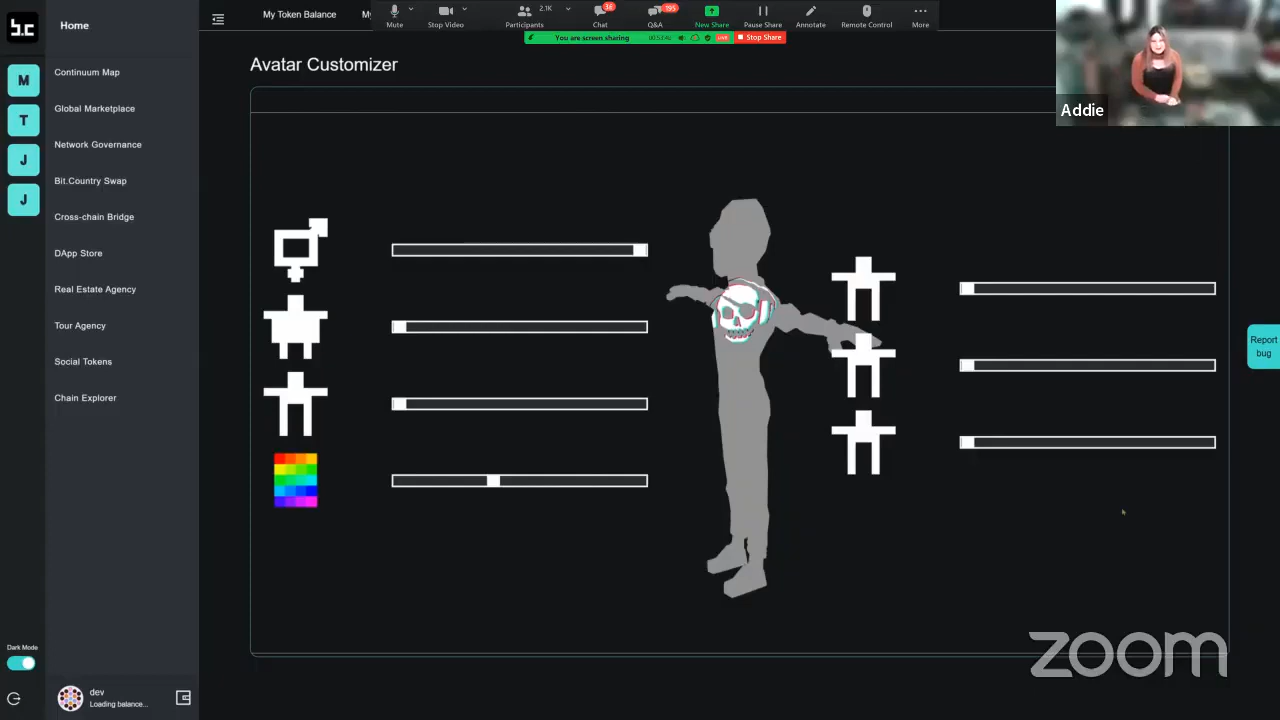 b.c
Home
My Token Balance
Mute
Stop Video
2.1K
Participants
36
Chat
195
Q&A
New Share
Pause Share
Annotate
Remote Control
More
You are screen sharing
LIVE
Stop Share
Addie
M
T
J
J
Continuum Map
Global Marketplace
Network Governance
Bit.Country Swap
Cross-chain Bridge
DApp Store
Real Estate Agency
Tour Agency
Social Tokens
Chain Explorer
Avatar Customizer
Report
bug
Dark Mode
dev
Loading balance...
zoom